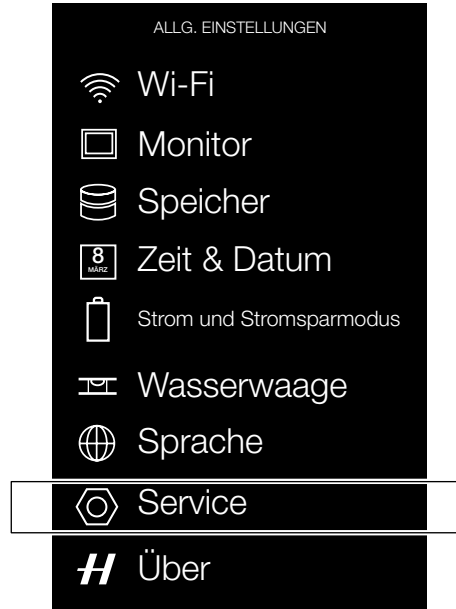 ALLG. EINSTELLUNGEN
Wi-Fi
Monitor
Speicher
8
MÄRZ
Zeit & Datum
Strom und Stromsparmodus
Wasserwaage
Sprache
Service
H Über